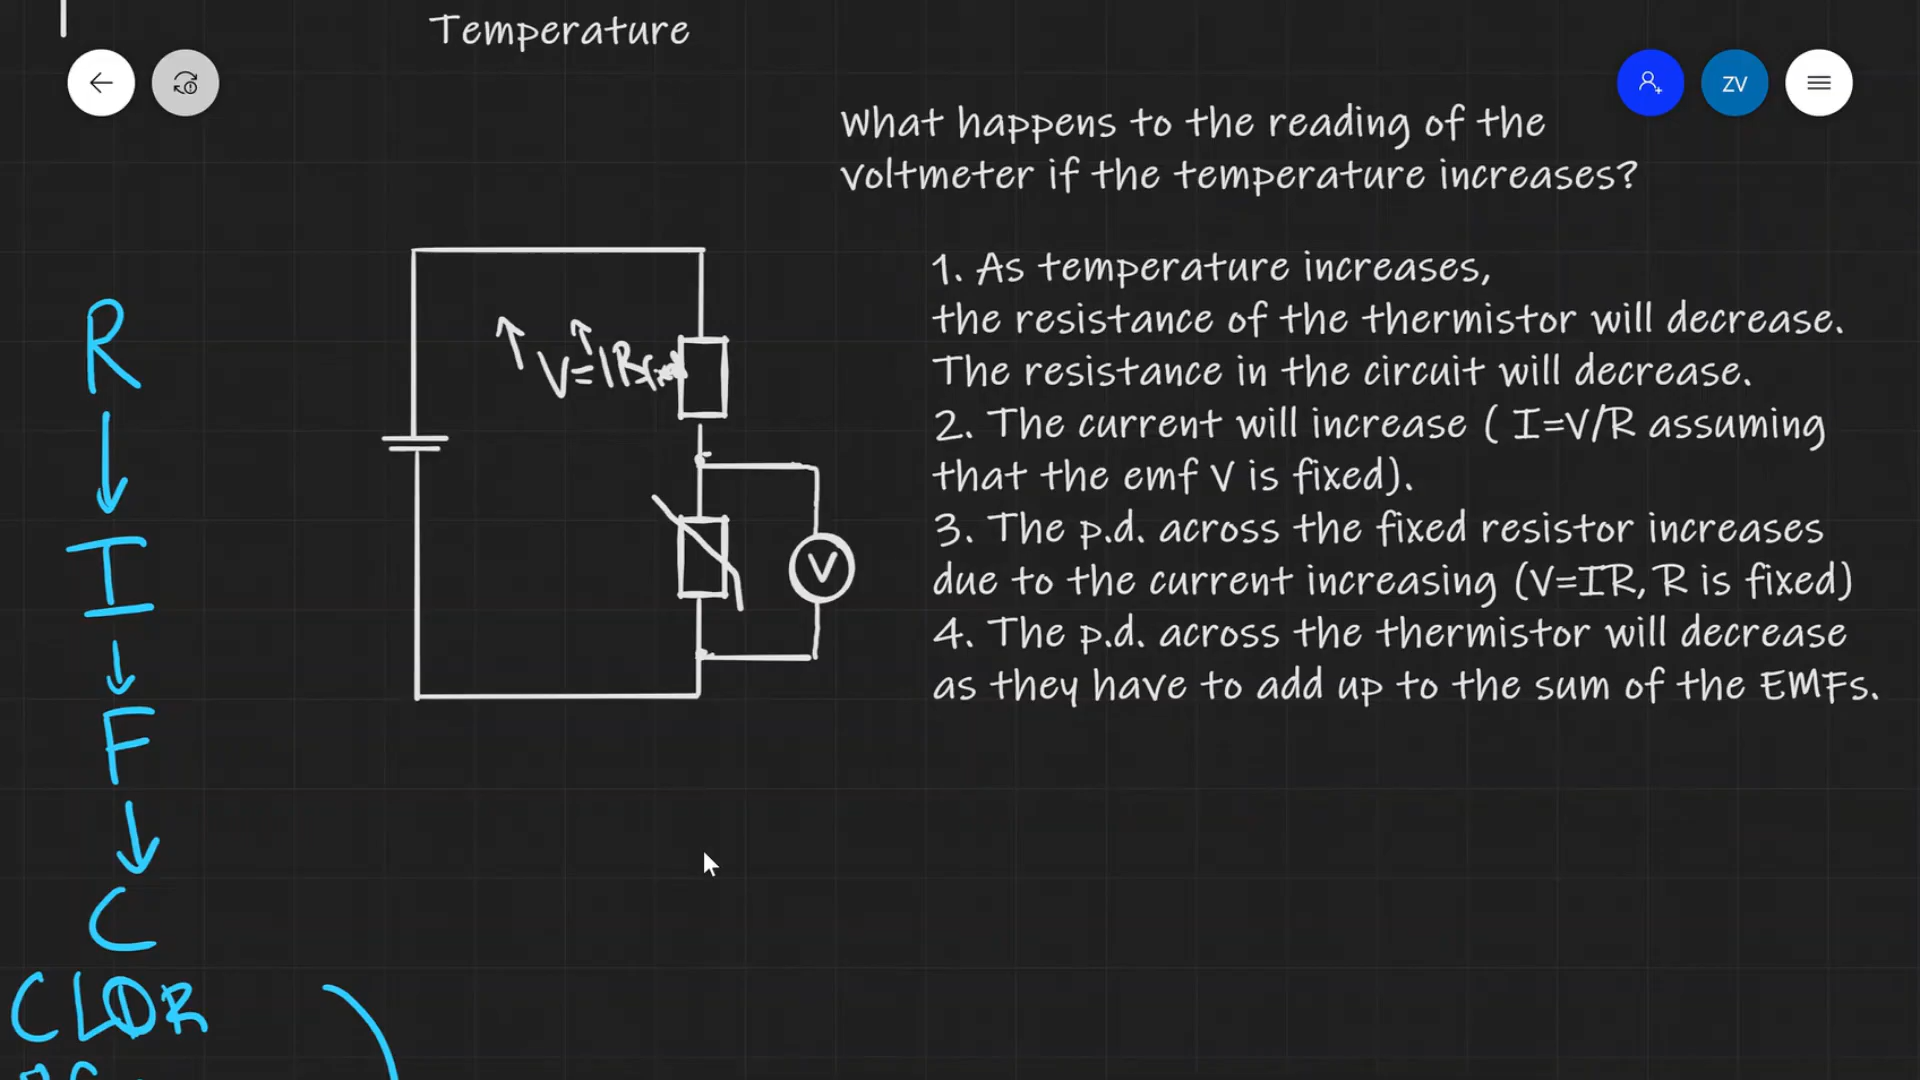 Temperature
ZV
What happens to the reading of the
voltmeter if the temperature increases?
1. As temperature increases,
the resistance of the thermistor will decrease.
The resistance in the circuit will decrease.
2. The current will increase ( I=V/R assuming
that the emf V is fixed).
3. The p.d. across the fixed resistor increases
due to the current increasing (V=IR, R is fixed)
4. The p.d. across the thermistor will decrease
as they have to add up to the sum of the EMFs.
V=IR
V
R
I
F
C
CLDR